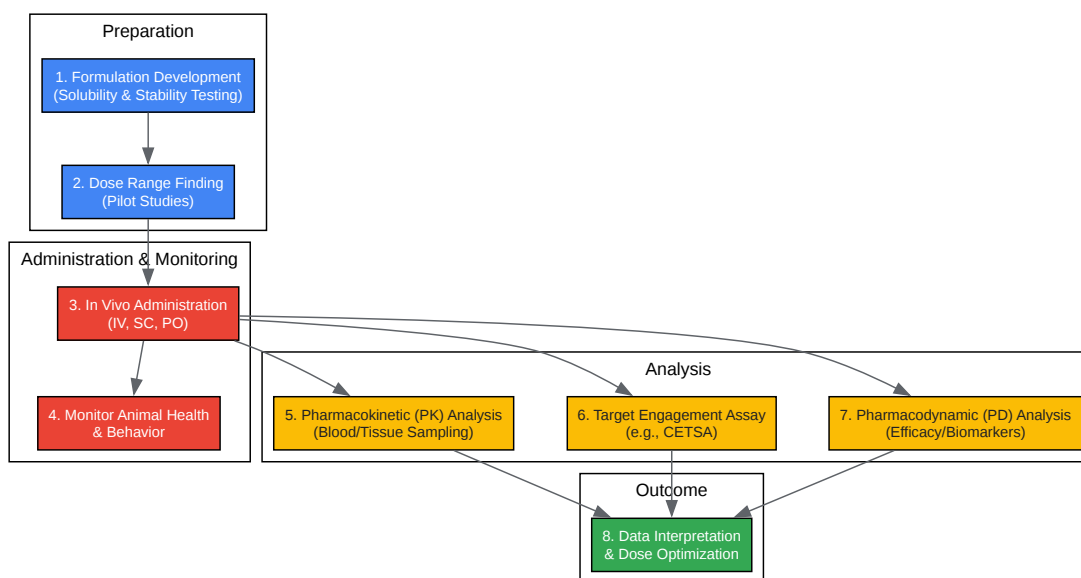 Preparation
1. Formulation Development
(Solubility & Stability Testing)
2. Dose Range Finding
(Pilot Studies)
Administration & Monitoring
3. In Vivo Administration
(IV, SC, PO)
4. Monitor Animal Health
& Behavior
Analysis
5. Pharmacokinetic (PK) Analysis
(Blood/Tissue Sampling)
6. Target Engagement Assay
(e.g., CETSA)
7. Pharmacodynamic (PD) Analysis
(Efficacy/Biomarkers)
Outcome
8. Data Interpretation
& Dose Optimization